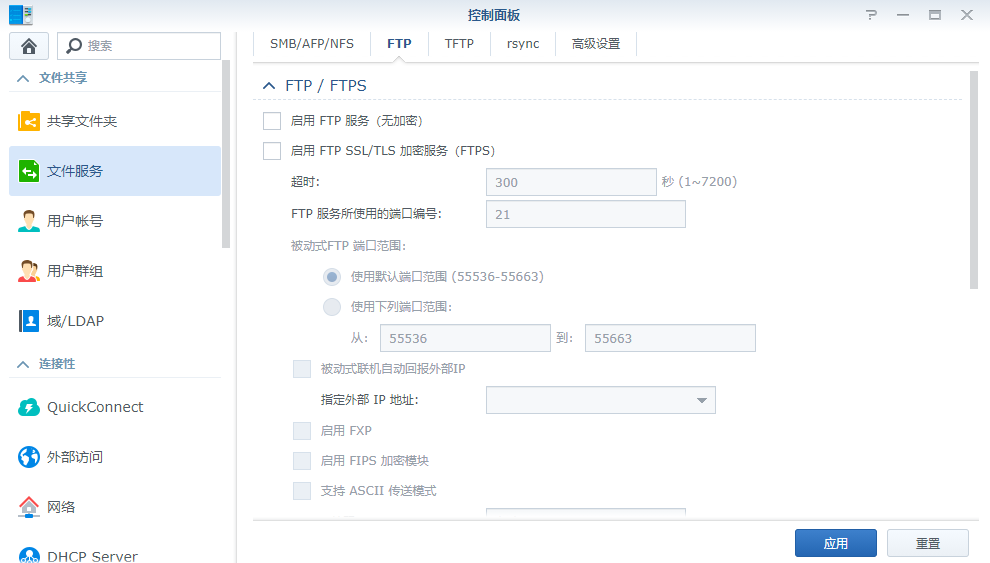 控制面板
搜索
文件共享
共享文件夹
文件服务
用户帐号
用户群组
域/LDAP
连接性
QuickConnect
外部访问
网络
DHCP Server
SMB/AFP/NFS FTP TFTP rsync 高级设置
FTP / FTPS
启用 FTP 服务（无加密）
启用 FTP SSL/TLS 加密服务（FTPS）
超时: 300 秒 (1~7200)
FTP 服务所使用的端口编号: 21
被动式FTP 端口范围:
使用默认端口范围 (55536-55663)
使用下列端口范围:
从: 55536 到: 55663
被动式联机自动回报外部IP
指定外部 IP 地址:
启用 FXP
启用 FIPS 加密模块
支持 ASCII 传送模式
应用 重置